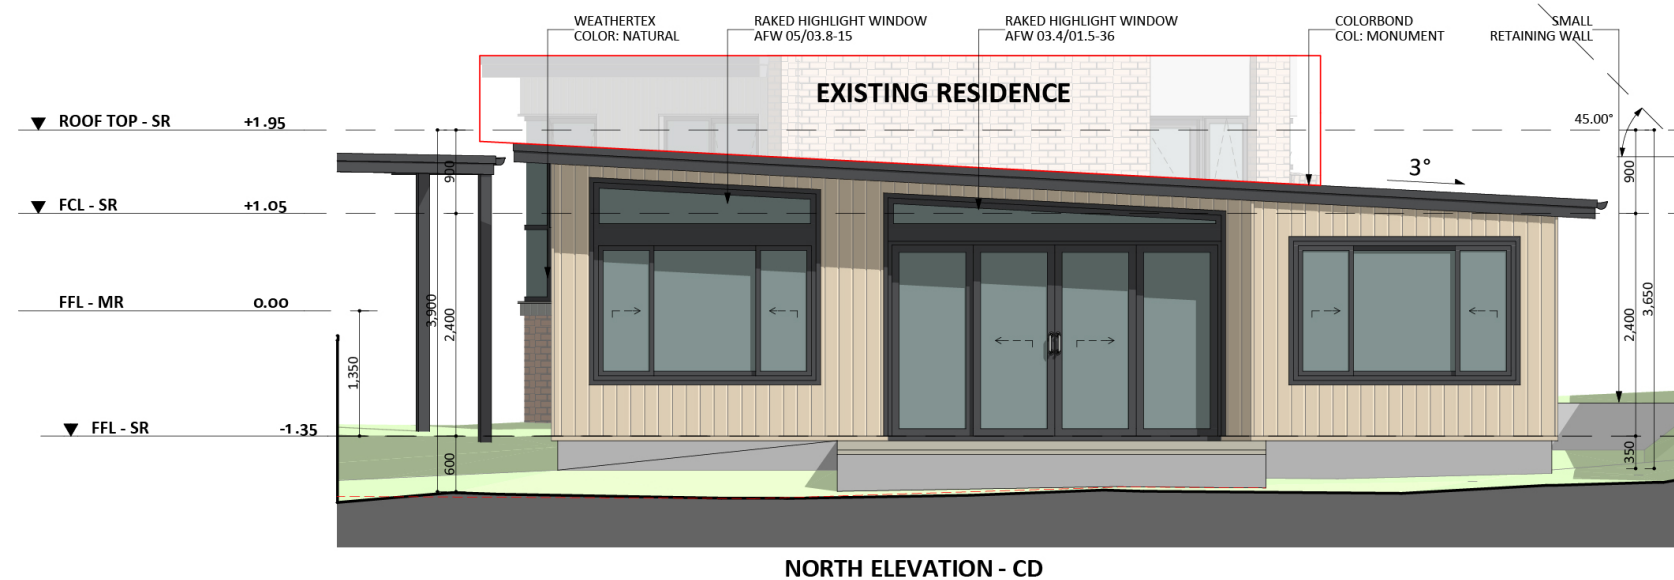 WEATHERTEX
COLOR: NATURAL
RAKED HIGHLIGHT WINDOW
AFW 05/03.8-15
RAKED HIGHLIGHT WINDOW
AFW 03.4/01.5-36
COLORBOND
COL: MONUMENT
SMALL
RETAINING WALL
EXISTING RESIDENCE
ROOF TOP - SR +1.95
45.00°
900
900
3°
FCL - SR +1.05
FFL - MR 0.00
3,900
2,400
2,400
3,650
1,350
FFL - SR -1.35
600
350
NORTH ELEVATION - CD